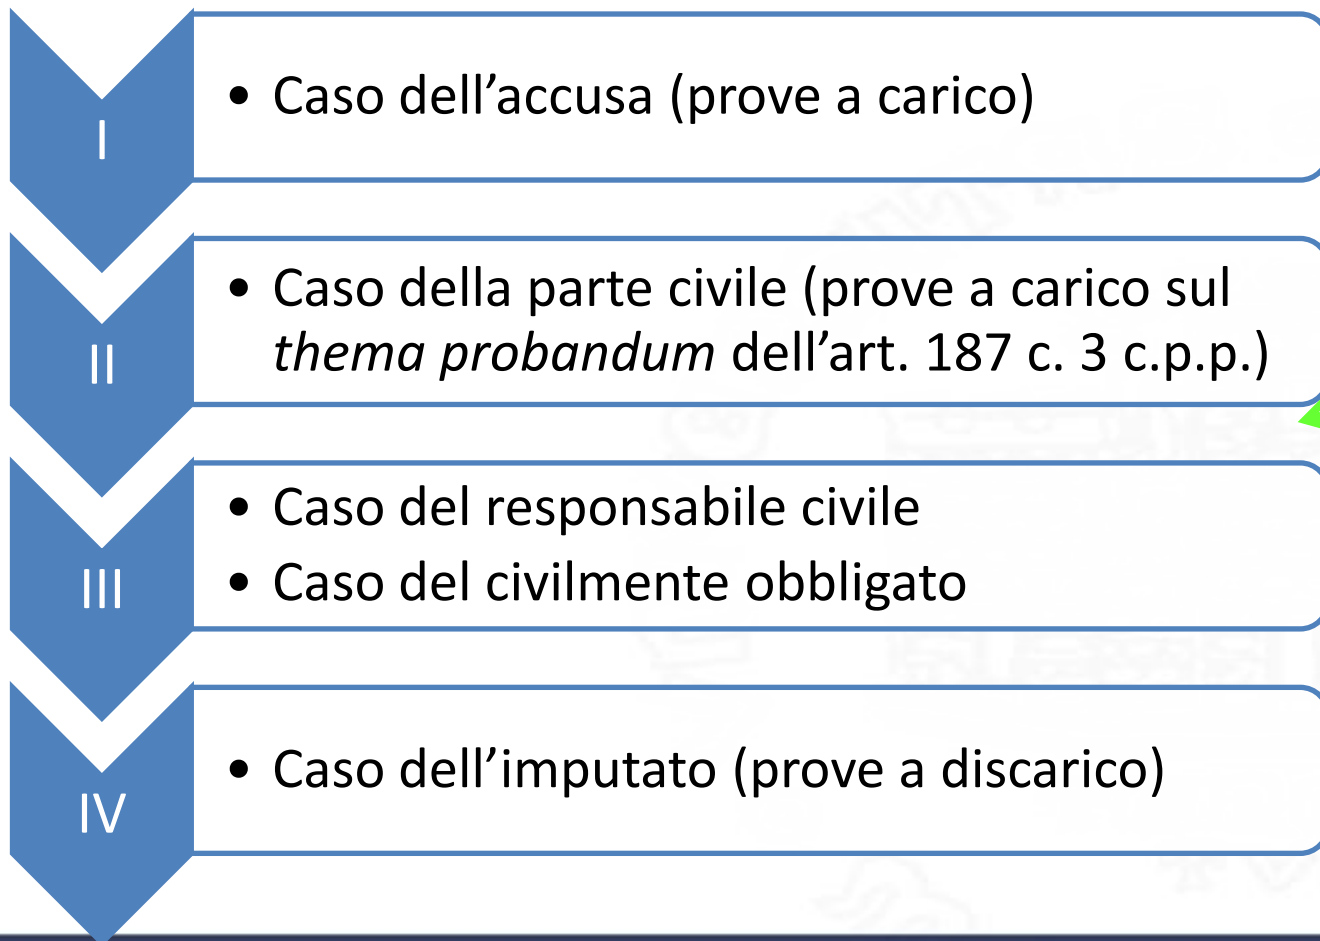 I
• Caso dell’accusa (prove a carico)
II
• Caso della parte civile (prove a carico sul
thema probandum dell’art. 187 c. 3 c.p.p.)
III
• Caso del responsabile civile
• Caso del civilmente obbligato
IV
• Caso dell’imputato (prove a discarico)